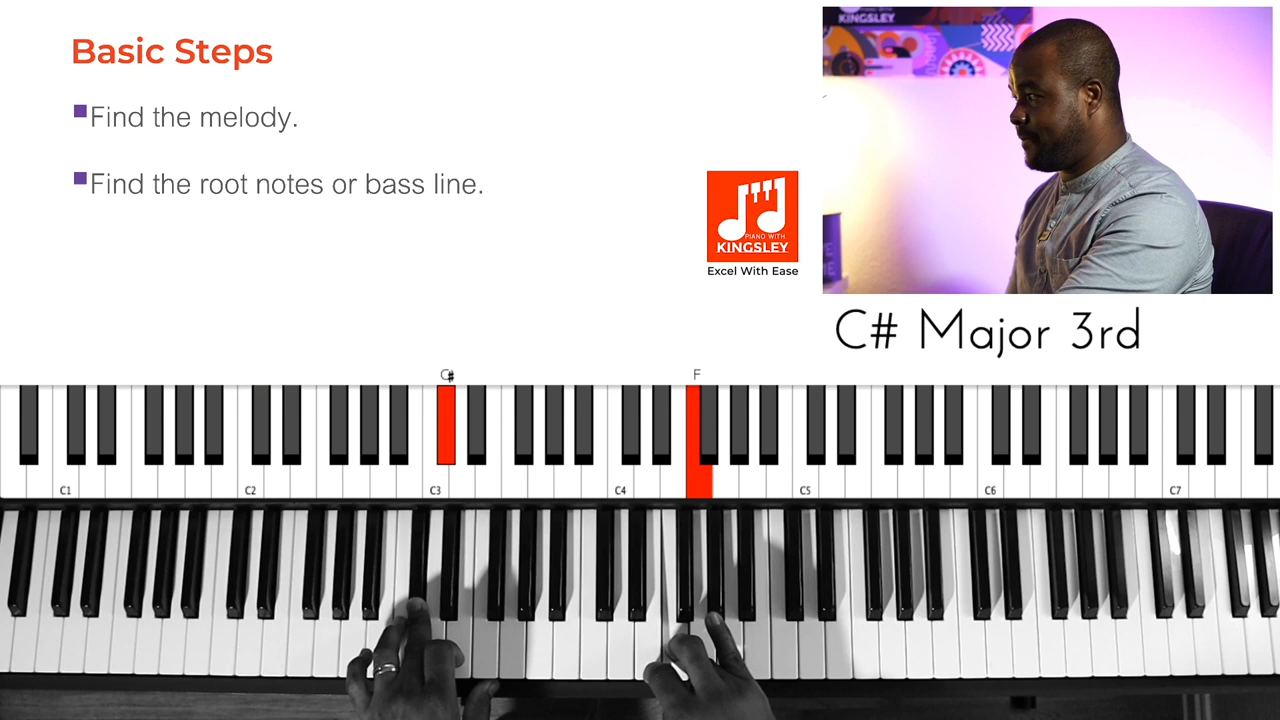 Basic Steps
Find the melody.
Find the root notes or bass line.
KINGSLEY
PIANO WITH
KINGSLEY
Excel With Ease
C# Major 3rd
C#
F
C1
C2
C3
C4
C5
C6
C7